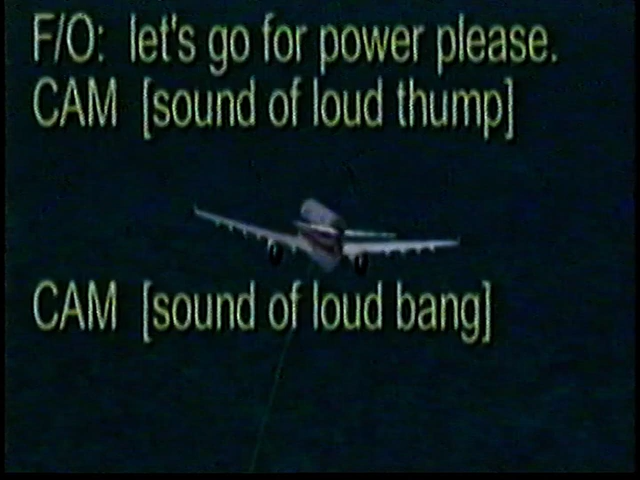 F/O:  let's go for power please.
CAM  [sound of loud thump]
CAM  [sound of loud bang]